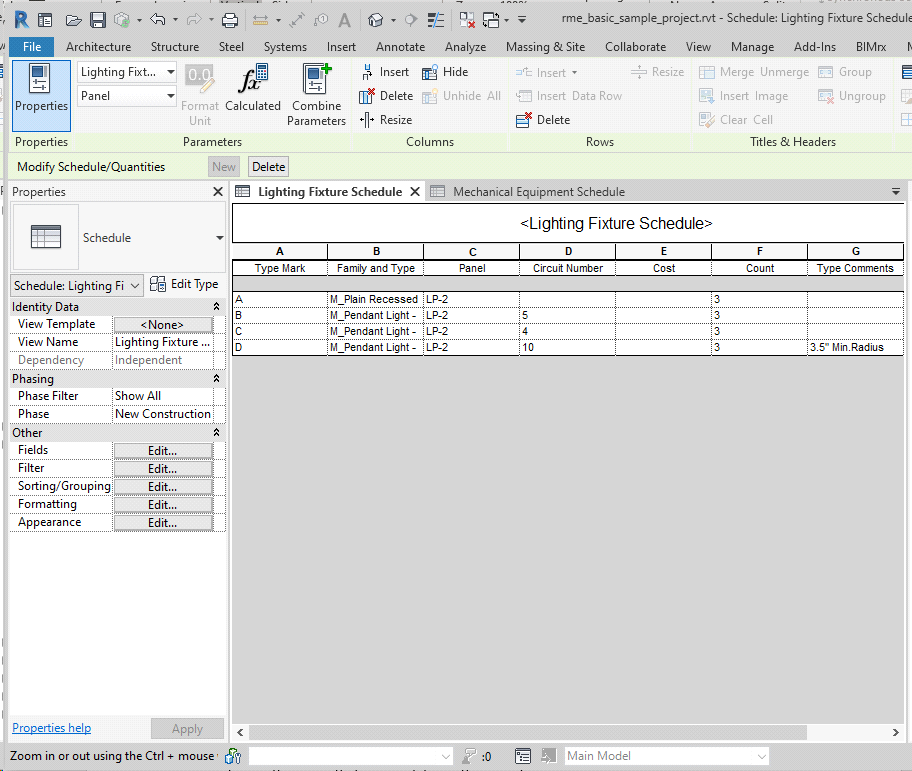 rme_basic_sample_project.rvt - Schedule: Lighting Fixture Schedule
File Architecture Structure Steel Systems Insert Annotate Analyze Massing & Site Collaborate View Manage Add-Ins BIMrx
Properties
Lighting Fixt...
Panel
0.0
Format Unit
Calculated
Combine Parameters
Insert
Delete
Resize
Hide
Unhide All
Insert
Insert Data Row
Delete
Resize
Merge Unmerge
Insert Image
Clear Cell
Group
Ungroup
Properties Parameters Columns Rows Titles & Headers
Modify Schedule/Quantities New Delete
Properties
Schedule
Schedule: Lighting Fi
Edit Type
Identity Data
View Template <None>
View Name Lighting Fixture ...
Dependency Independent
Phasing
Phase Filter Show All
Phase New Construction
Other
Fields Edit...
Filter Edit...
Sorting/Grouping Edit...
Formatting Edit...
Appearance Edit...
Properties help Apply
Lighting Fixture Schedule Mechanical Equipment Schedule
<Lighting Fixture Schedule>
A B C D E F G
Type Mark Family and Type Panel Circuit Number Cost Count Type Comments
A M_Plain Recessed LP-2 3
B M_Pendant Light - LP-2 5 3
C M_Pendant Light - LP-2 4 3
D M_Pendant Light - LP-2 10 3 3.5" Min.Radius
Zoom in or out using the Ctrl + mouse :0 Main Model